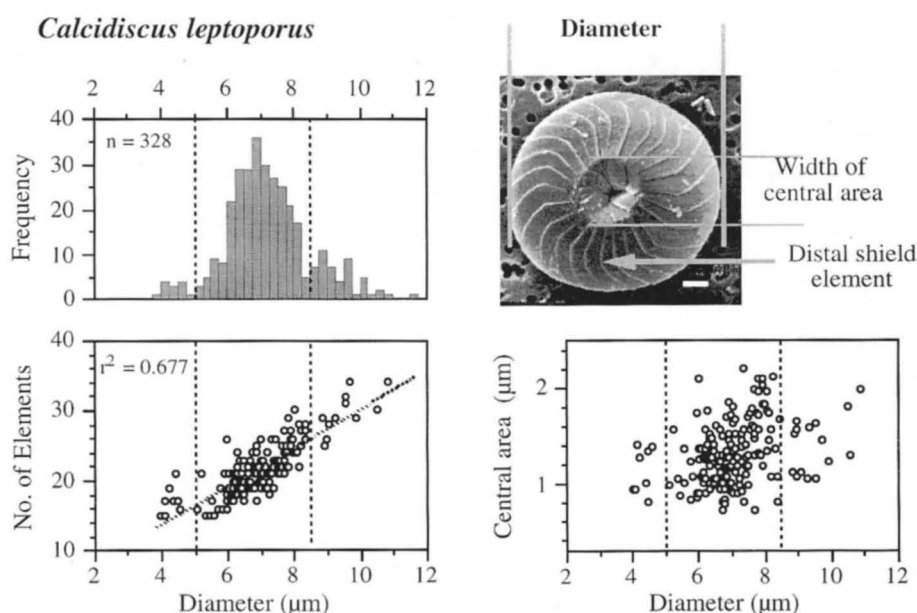 Calcidiscus leptoporus
2 4 6 8 10 12
40
30
20
10
0
Frequency
n = 328
Diameter
Width of
central area
Distal shield
element
40
30
20
10
No. of Elements
r² = 0.677
2 4 6 8 10 12
Diameter (μm)
2
1
Central area (μm)
2 4 6 8 10 12
Diameter (μm)